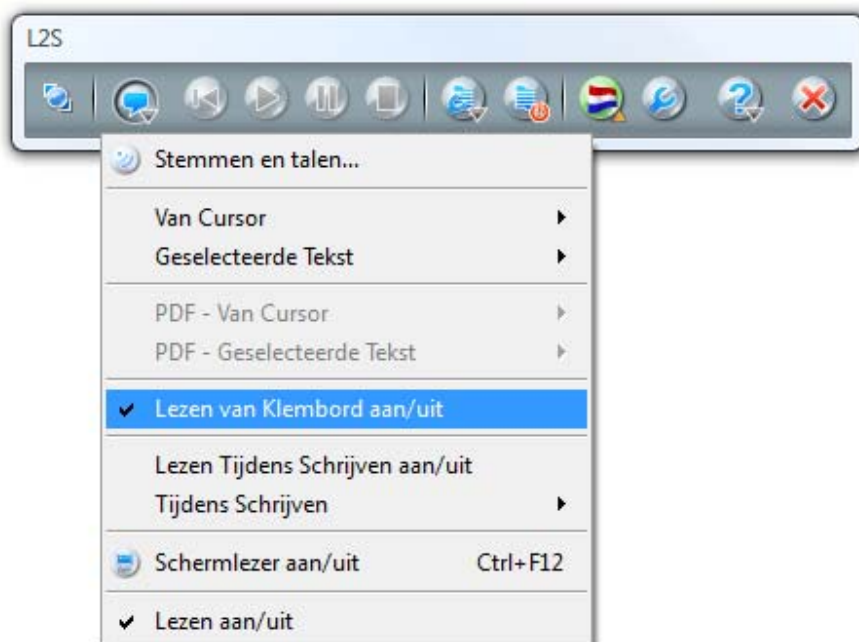 L2S
Stemmen en talen...
Van Cursor
Geselecteerde Tekst
PDF - Van Cursor
PDF - Geselecteerde Tekst
Lezen van Klembord aan/uit
Lezen Tijdens Schrijven aan/uit
Tijdens Schrijven
Schermlezer aan/uit Ctrl+F12
Lezen aan/uit